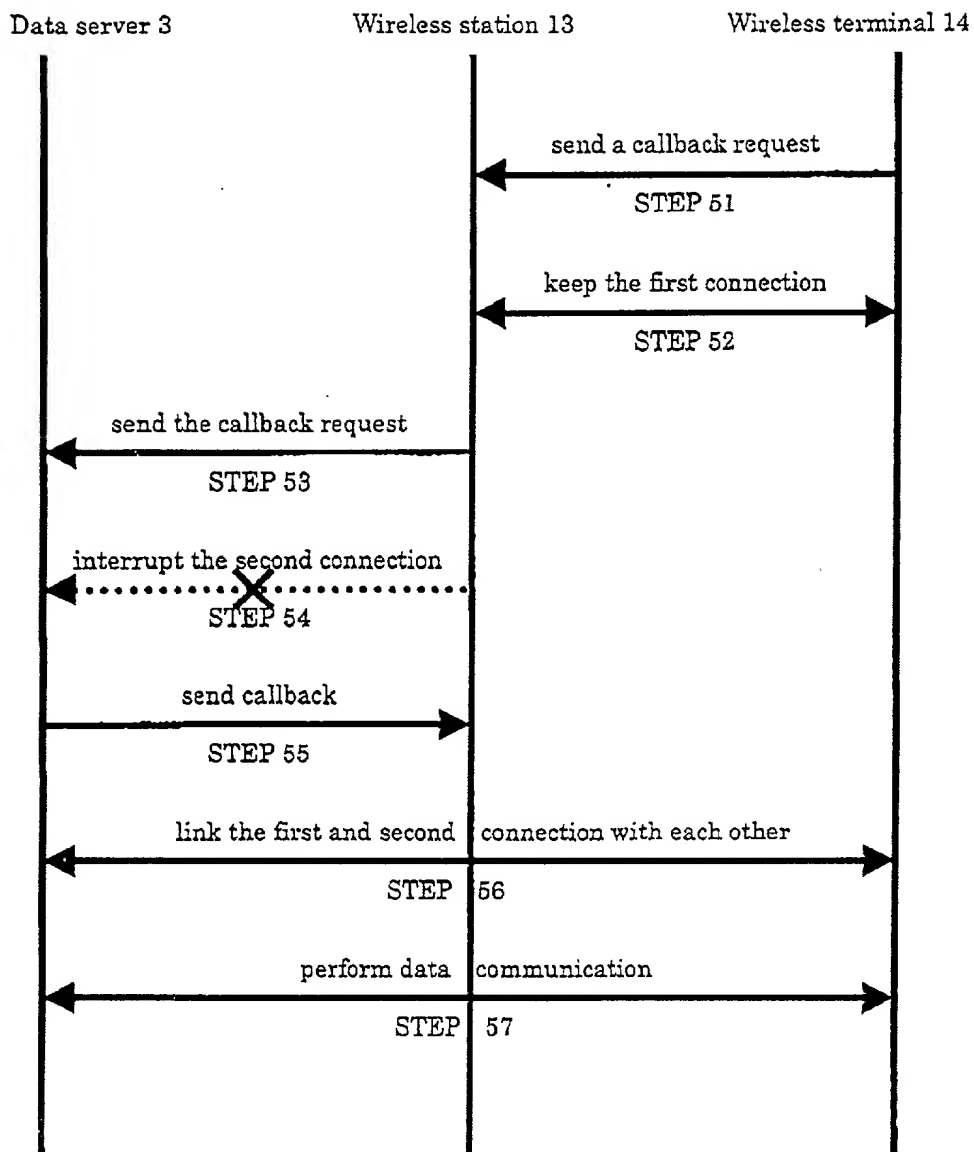 Data server 3 Wireless station 13 Wireless terminal 14
send a callback request
STEP 51
keep the first connection
STEP 52
send the callback request
STEP 53
interrupt the second connection
STEP 54
send callback
STEP 55
link the first and second connection with each other
STEP 56
perform data communication
STEP 57